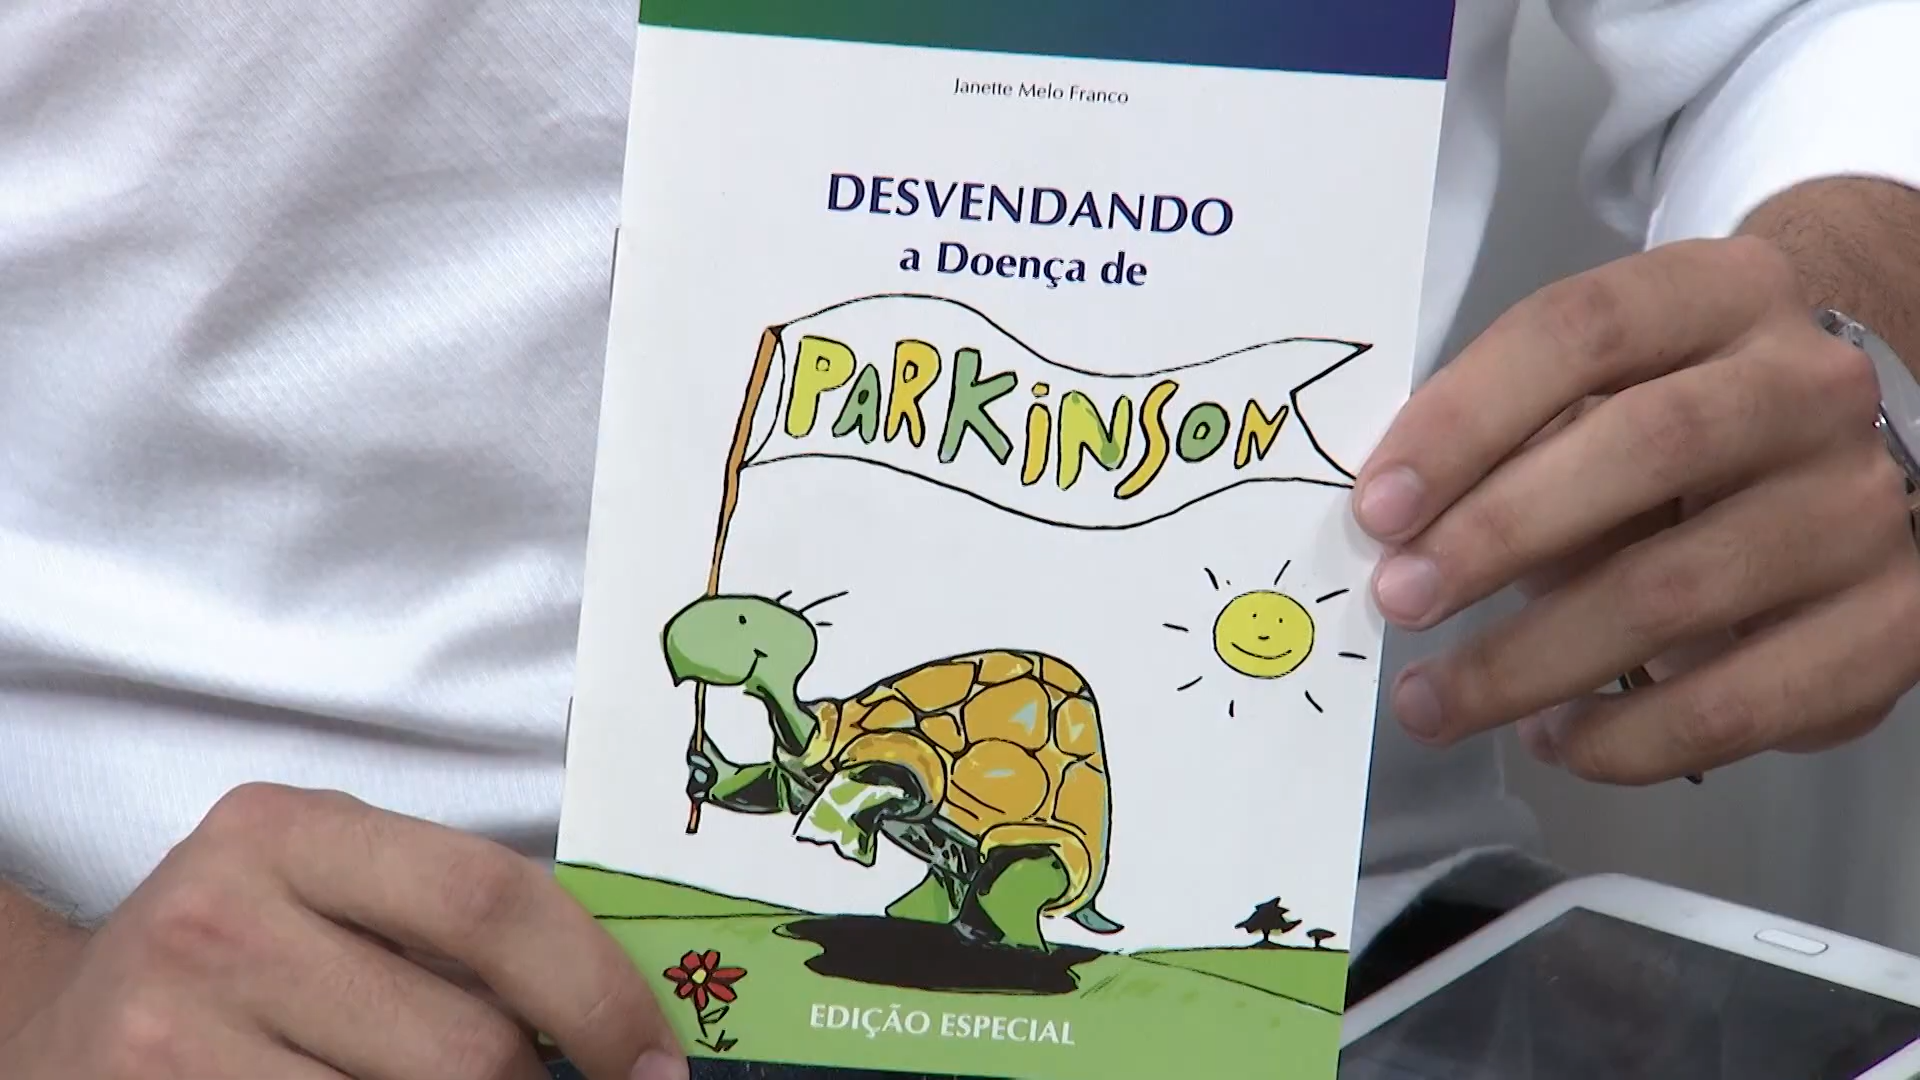 Janette Melo Franco
DESVENDANDO
a Doença de
PARKiNSON
EDIÇÃO ESPECIAL